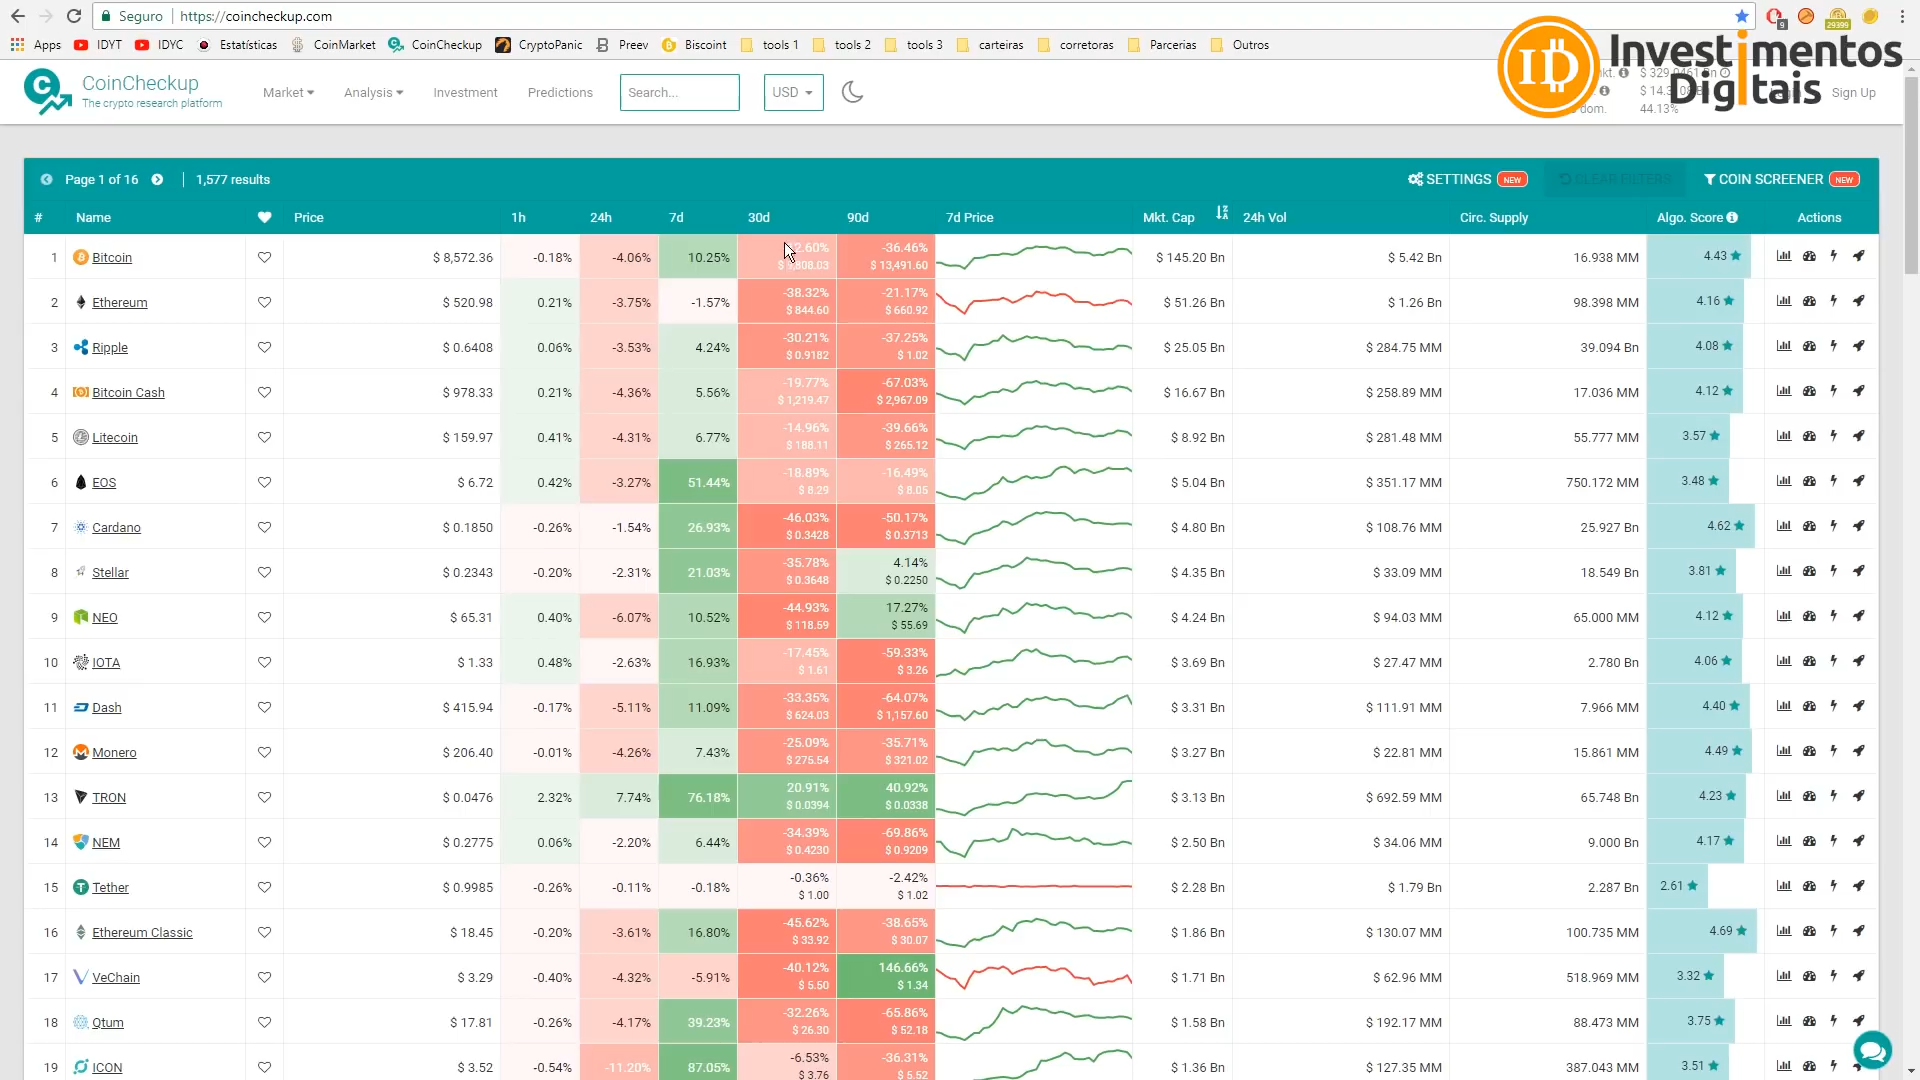 Seguro https://coincheckup.com
9
29399
Apps IDYT IDYC Estatísticas CoinMarket CoinCheckup CryptoPanic Preev Biscoint tools 1 tools 2 tools 3 carteiras corretoras Parcerias Outros
ID Investimentos
Digitais
CoinCheckup
The crypto research platform
Market Analysis Investment Predictions Search... USD Sign Up
dom. 44.13%
Page 1 of 16 1,577 results SETTINGS NEW CLEAR FILTERS COIN SCREENER NEW
# Name Price 1h 24h 7d 30d 90d 7d Price Mkt. Cap 24h Vol Circ. Supply Algo. Score Actions
1 Bitcoin $ 8,572.36 -0.18% -4.06% 10.25% -36.46% $ 145.20 Bn $ 5.42 Bn 16.938 MM 4.43
$ 13,491.60
2 Ethereum $ 520.98 0.21% -3.75% -1.57% -38.32% -21.17% $ 51.26 Bn $ 1.26 Bn 98.398 MM 4.16
$ 844.60 $ 660.92
3 Ripple $ 0.6408 0.06% -3.53% 4.24% -30.21% -37.25% $ 25.05 Bn $ 284.75 MM 39.094 Bn 4.08
$ 0.9182 $ 1.02
4 Bitcoin Cash $ 978.33 0.21% -4.36% 5.56% -19.77% -67.03% $ 16.67 Bn $ 258.89 MM 17.036 MM 4.12
$ 1,219.47 $ 2,967.09
5 Litecoin $ 159.97 0.41% -4.31% 6.77% -14.96% -39.66% $ 8.92 Bn $ 281.48 MM 55.777 MM 3.57
$ 188.11 $ 265.12
6 EOS $ 6.72 0.42% -3.27% 51.44% -18.89% -16.49% $ 5.04 Bn $ 351.17 MM 750.172 MM 3.48
$ 8.29 $ 8.05
7 Cardano $ 0.1850 -0.26% -1.54% 26.93% -46.03% -50.17% $ 4.80 Bn $ 108.76 MM 25.927 Bn 4.62
$ 0.3428 $ 0.3713
8 Stellar $ 0.2343 -0.20% -2.31% 21.03% -35.78% 4.14% $ 4.35 Bn $ 33.09 MM 18.549 Bn 3.81
$ 0.3648 $ 0.2250
9 NEO $ 65.31 0.40% -6.07% 10.52% -44.93% 17.27% $ 4.24 Bn $ 94.03 MM 65.000 MM 4.12
$ 118.59 $ 55.69
10 IOTA $ 1.33 0.48% -2.63% 16.93% -17.45% -59.33% $ 3.69 Bn $ 27.47 MM 2.780 Bn 4.06
$ 1.61 $ 3.26
11 Dash $ 415.94 -0.17% -5.11% 11.09% -33.35% -64.07% $ 3.31 Bn $ 111.91 MM 7.966 MM 4.40
$ 624.03 $ 1,157.60
12 Monero $ 206.40 -0.01% -4.26% 7.43% -25.09% -35.71% $ 3.27 Bn $ 22.81 MM 15.861 MM 4.49
$ 275.54 $ 321.02
13 TRON $ 0.0476 2.32% 7.74% 76.18% 20.91% 40.92% $ 3.13 Bn $ 692.59 MM 65.748 Bn 4.23
$ 0.0394 $ 0.0338
14 NEM $ 0.2775 0.06% -2.20% 6.44% -34.39% -69.86% $ 2.50 Bn $ 34.06 MM 9.000 Bn 4.17
$ 0.4230 $ 0.9209
15 Tether $ 0.9985 -0.26% -0.11% -0.18% -0.36% -2.42% $ 2.28 Bn $ 1.79 Bn 2.287 Bn 2.61
$ 1.00 $ 1.02
16 Ethereum Classic $ 18.45 -0.20% -3.61% 16.80% -45.62% -38.65% $ 1.86 Bn $ 130.07 MM 100.735 MM 4.69
$ 33.92 $ 30.07
17 VeChain $ 3.29 -0.40% -4.32% -5.91% -40.12% 146.66% $ 1.71 Bn $ 62.96 MM 518.969 MM 3.32
$ 5.50 $ 1.34
18 Qtum $ 17.81 -0.26% -4.17% 39.23% -32.26% -65.86% $ 1.58 Bn $ 192.17 MM 88.473 MM 3.75
$ 26.30 $ 52.18
19 ICON $ 3.52 -0.54% -11.20% 87.05% -6.53% -36.31% $ 1.36 Bn $ 127.35 MM 387.043 MM 3.51
$ 3.76 $ 5.52